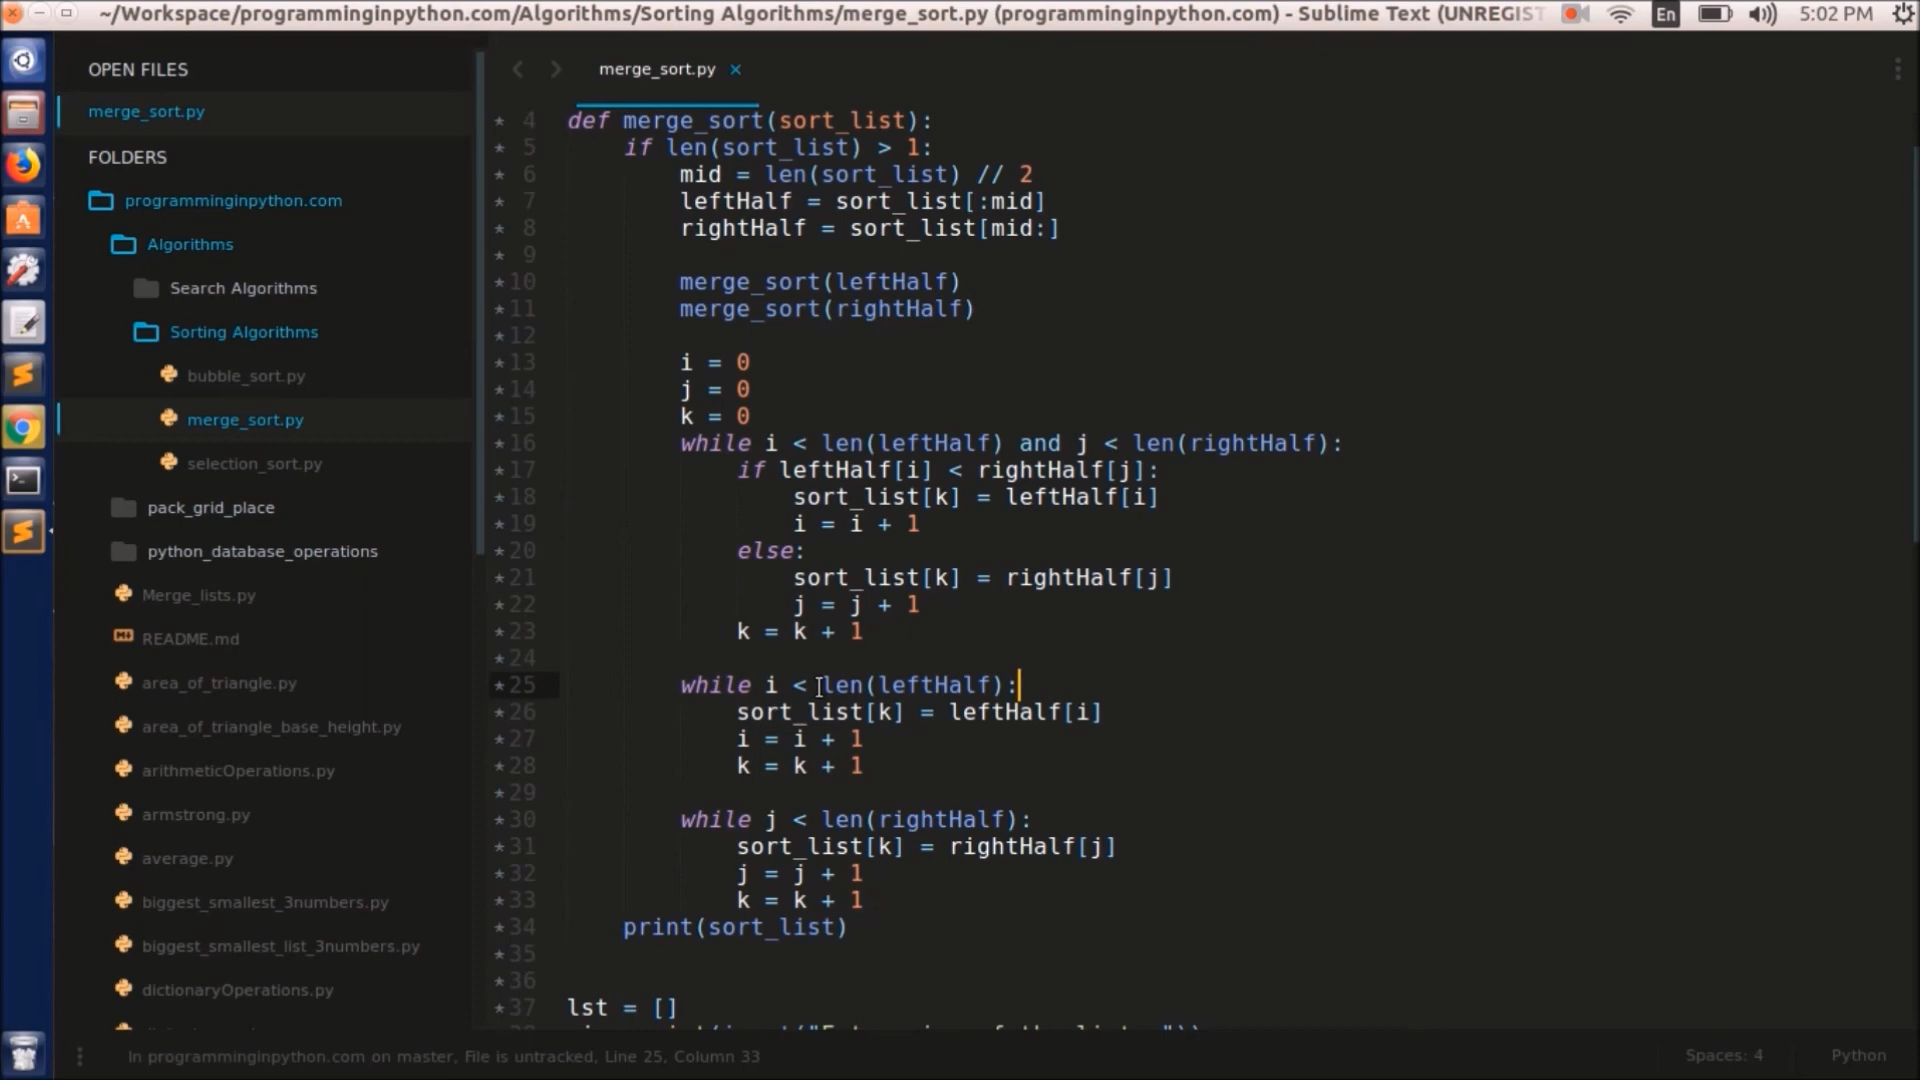 ~/Workspace/programminginpython.com/Algorithms/Sorting Algorithms/merge_sort.py (programminginpython.com) - Sublime Text (UNREGIST
En
5:02 PM
OPEN FILES
merge_sort.py
FOLDERS
programminginpython.com
Algorithms
Search Algorithms
Sorting Algorithms
bubble_sort.py
merge_sort.py
selection_sort.py
pack_grid_place
python_database_operations
Merge_lists.py
README.md
area_of_triangle.py
area_of_triangle_base_height.py
arithmeticOperations.py
armstrong.py
average.py
biggest_smallest_3numbers.py
biggest_smallest_list_3numbers.py
dictionaryOperations.py
merge_sort.py ×
4 def merge_sort(sort_list):
5 if len(sort_list) > 1:
6 mid = len(sort_list) // 2
7 leftHalf = sort_list[:mid]
8 rightHalf = sort_list[mid:]
9
10 merge_sort(leftHalf)
11 merge_sort(rightHalf)
12
13 i = 0
14 j = 0
15 k = 0
16 while i < len(leftHalf) and j < len(rightHalf):
17 if leftHalf[i] < rightHalf[j]:
18 sort_list[k] = leftHalf[i]
19 i = i + 1
20 else:
21 sort_list[k] = rightHalf[j]
22 j = j + 1
23 k = k + 1
24
25 while i < len(leftHalf):
26 sort_list[k] = leftHalf[i]
27 i = i + 1
28 k = k + 1
29
30 while j < len(rightHalf):
31 sort_list[k] = rightHalf[j]
32 j = j + 1
33 k = k + 1
34 print(sort_list)
35
36
37 lst = []
In programminginpython.com on master, File is untracked, Line 25, Column 33
Spaces: 4
Python